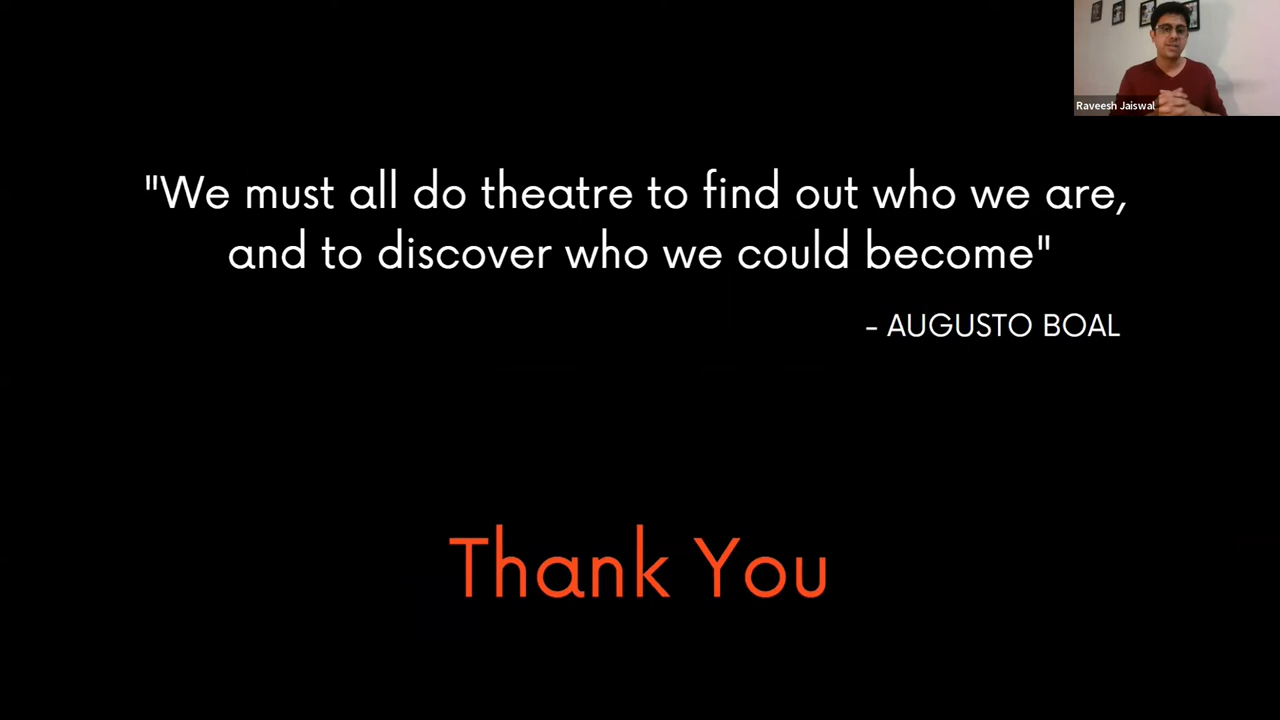 Raveesh Jaiswal
"We must all do theatre to find out who we are,
and to discover who we could become"
- AUGUSTO BOAL
Thank You